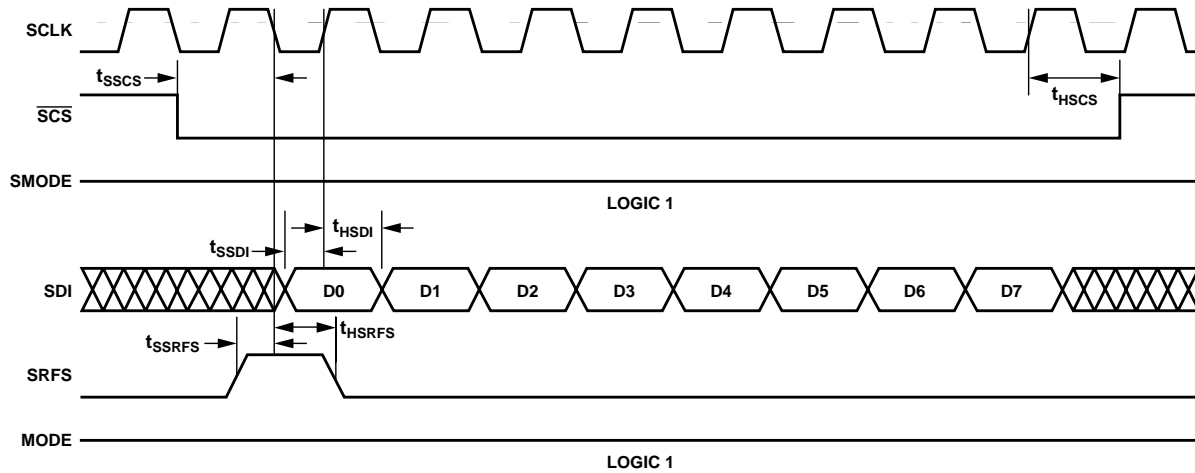 SCLK
tSSCS
tHSCS
SCS
SMODE
LOGIC 1
tHSDI
tSSDI
SDI
D0 D1 D2 D3 D4 D5 D6 D7
tHSRFS
tSSRFS
SRFS
MODE
LOGIC 1